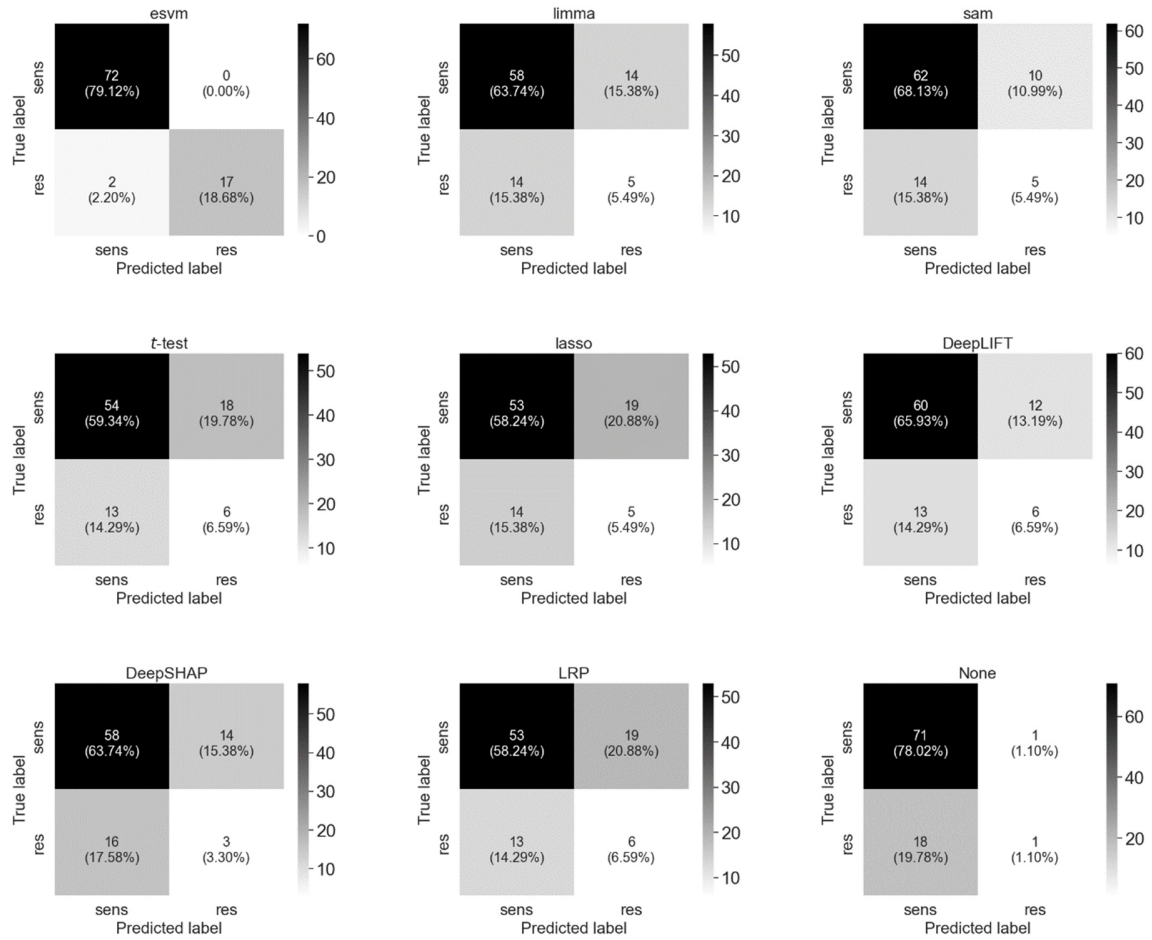 esvm
sens
72
(79.12%)
0
(0.00%)
True label
res
2
(2.20%)
17
(18.68%)
sens
res
Predicted label
60
40
20
0
limma
sens
58
(63.74%)
14
(15.38%)
True label
res
14
(15.38%)
5
(5.49%)
sens
res
Predicted label
50
40
30
20
10
sam
sens
62
(68.13%)
10
(10.99%)
True label
res
14
(15.38%)
5
(5.49%)
sens
res
Predicted label
60
50
40
30
20
10
t-test
sens
54
(59.34%)
18
(19.78%)
True label
res
13
(14.29%)
6
(6.59%)
sens
res
Predicted label
50
40
30
20
10
lasso
sens
53
(58.24%)
19
(20.88%)
True label
res
14
(15.38%)
5
(5.49%)
sens
res
Predicted label
50
40
30
20
10
DeepLIFT
sens
60
(65.93%)
12
(13.19%)
True label
res
13
(14.29%)
6
(6.59%)
sens
res
Predicted label
60
50
40
30
20
10
DeepSHAP
sens
58
(63.74%)
14
(15.38%)
True label
res
16
(17.58%)
3
(3.30%)
sens
res
Predicted label
50
40
30
20
10
LRP
sens
53
(58.24%)
19
(20.88%)
True label
res
13
(14.29%)
6
(6.59%)
sens
res
Predicted label
50
40
30
20
10
None
sens
71
(78.02%)
1
(1.10%)
True label
res
18
(19.78%)
1
(1.10%)
sens
res
Predicted label
60
40
20